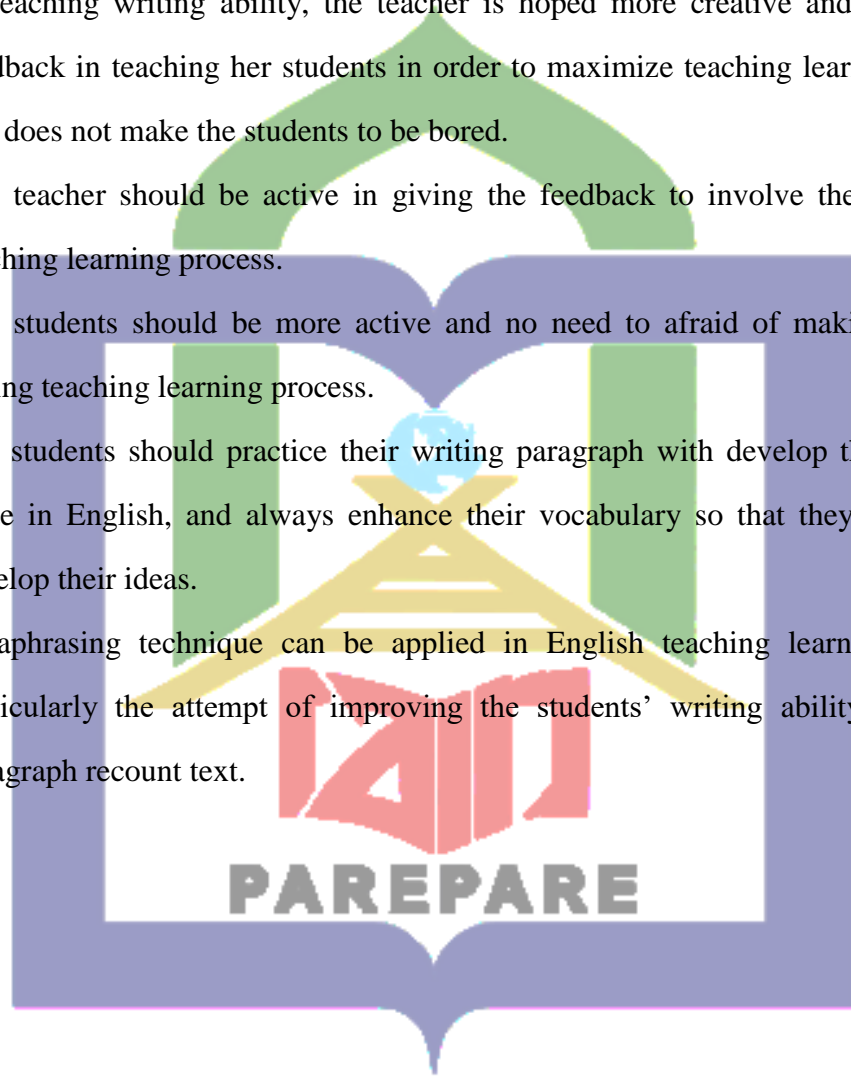 eaching writing ability, the teacher is hoped more creative and
dback in teaching her students in order to maximize teaching lear
does not make the students to be bored.
teacher should be active in giving the feedback to involve the
ching learning process.
students should be more active and no need to afraid of maki
ing teaching learning process.
students should practice their writing paragraph with develop t
e in English, and always enhance their vocabulary so that they
elop their ideas.
aphrasing technique can be applied in English teaching learn
icularly the attempt of improving the students' writing ability
agraph recount text.
PAREPARE